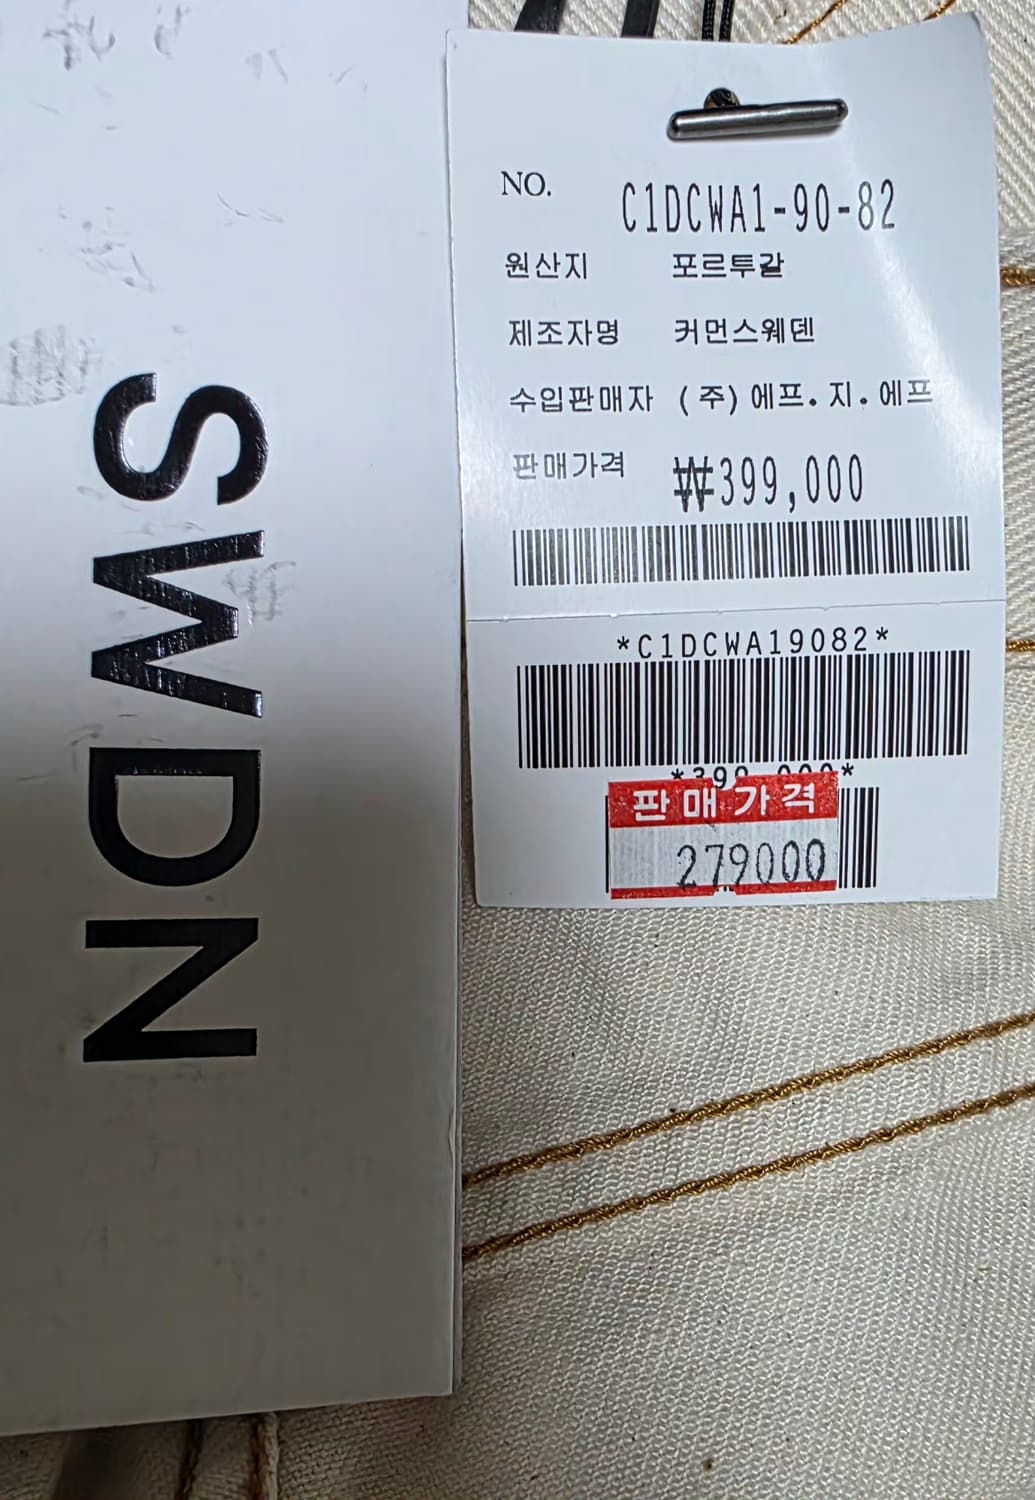 SWDN
NO. C1DCWA1-90-82
원산지 포르투갈
제조자명 커먼스웨덴
수입판매자 (주)에프.지.에프
판매가격 ₩399,000
*C1DCWA19082*
*399,000*
판매가격
279000